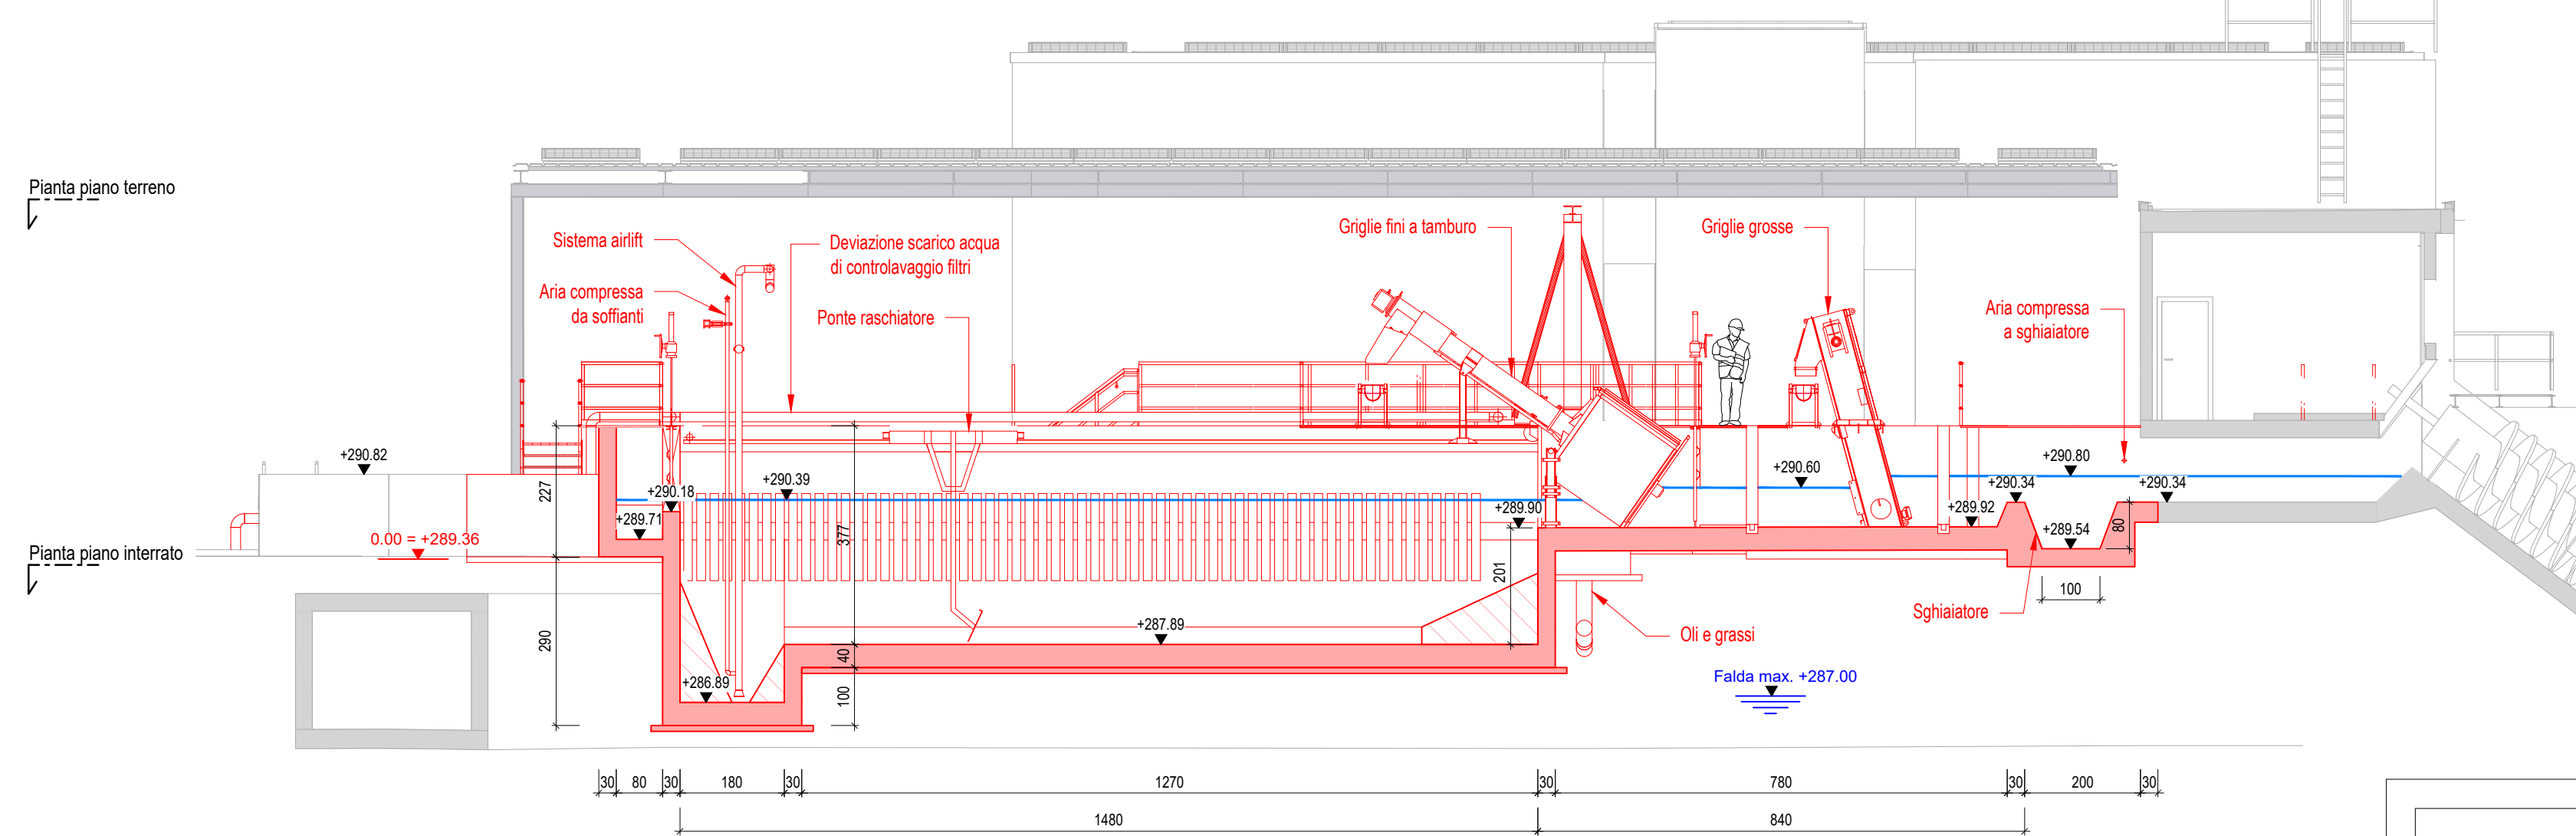 Pianta piano terreno
Sistema airlift
Deviazione scarico acqua
di controlavaggio filtri
Griglie fini a tamburo
Griglie grosse
Aria compressa
da soffianti
Ponte raschiatore
Aria compressa
a sghiaiatore
+290.82
227
+290.18
+290.39
+290.60
+290.80
+289.71
+289.90
+289.92
+290.34
+290.34
0.00 = +289.36
377
+289.54
80
Pianta piano interrato
201
100
290
Sghiaiatore
+287.89
Oli e grassi
40
+286.89
100
Falda max. +287.00
30 80 30 180 30 1270 30 780 30 200 30
1480 840